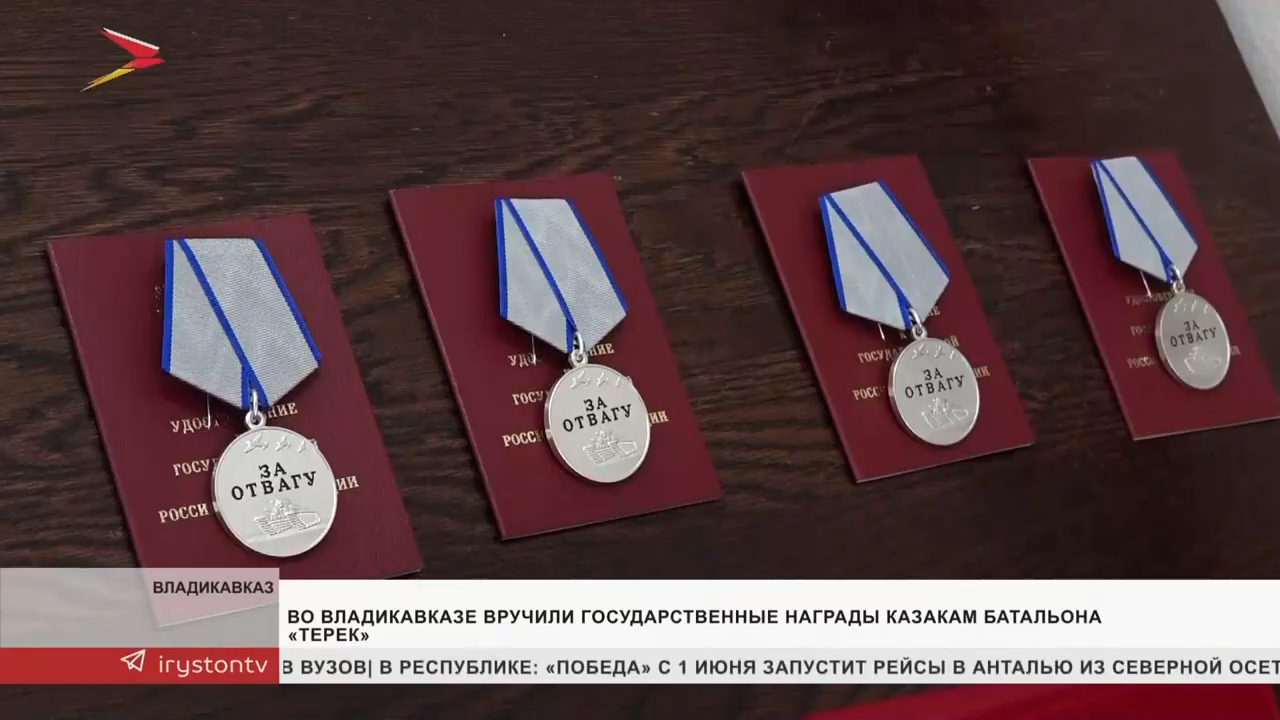 ЗА
ОТВАГУ
ЗА
ОТВАГУ
ЗА
ОТВАГУ
ЗА
ОТВАГУ
ВЛАДИКАВКАЗ
ВО ВЛАДИКАВКАЗЕ ВРУЧИЛИ ГОСУДАРСТВЕННЫЕ НАГРАДЫ КАЗАКАМ БАТАЛЬОНА
«ТЕРЕК»
irystontv
В ВУЗОВ| В РЕСПУБЛИКЕ: «ПОБЕДА» С 1 ИЮНЯ ЗАПУСТИТ РЕЙСЫ В АНТАЛЬЮ ИЗ СЕВЕРНОЙ ОСЕТ